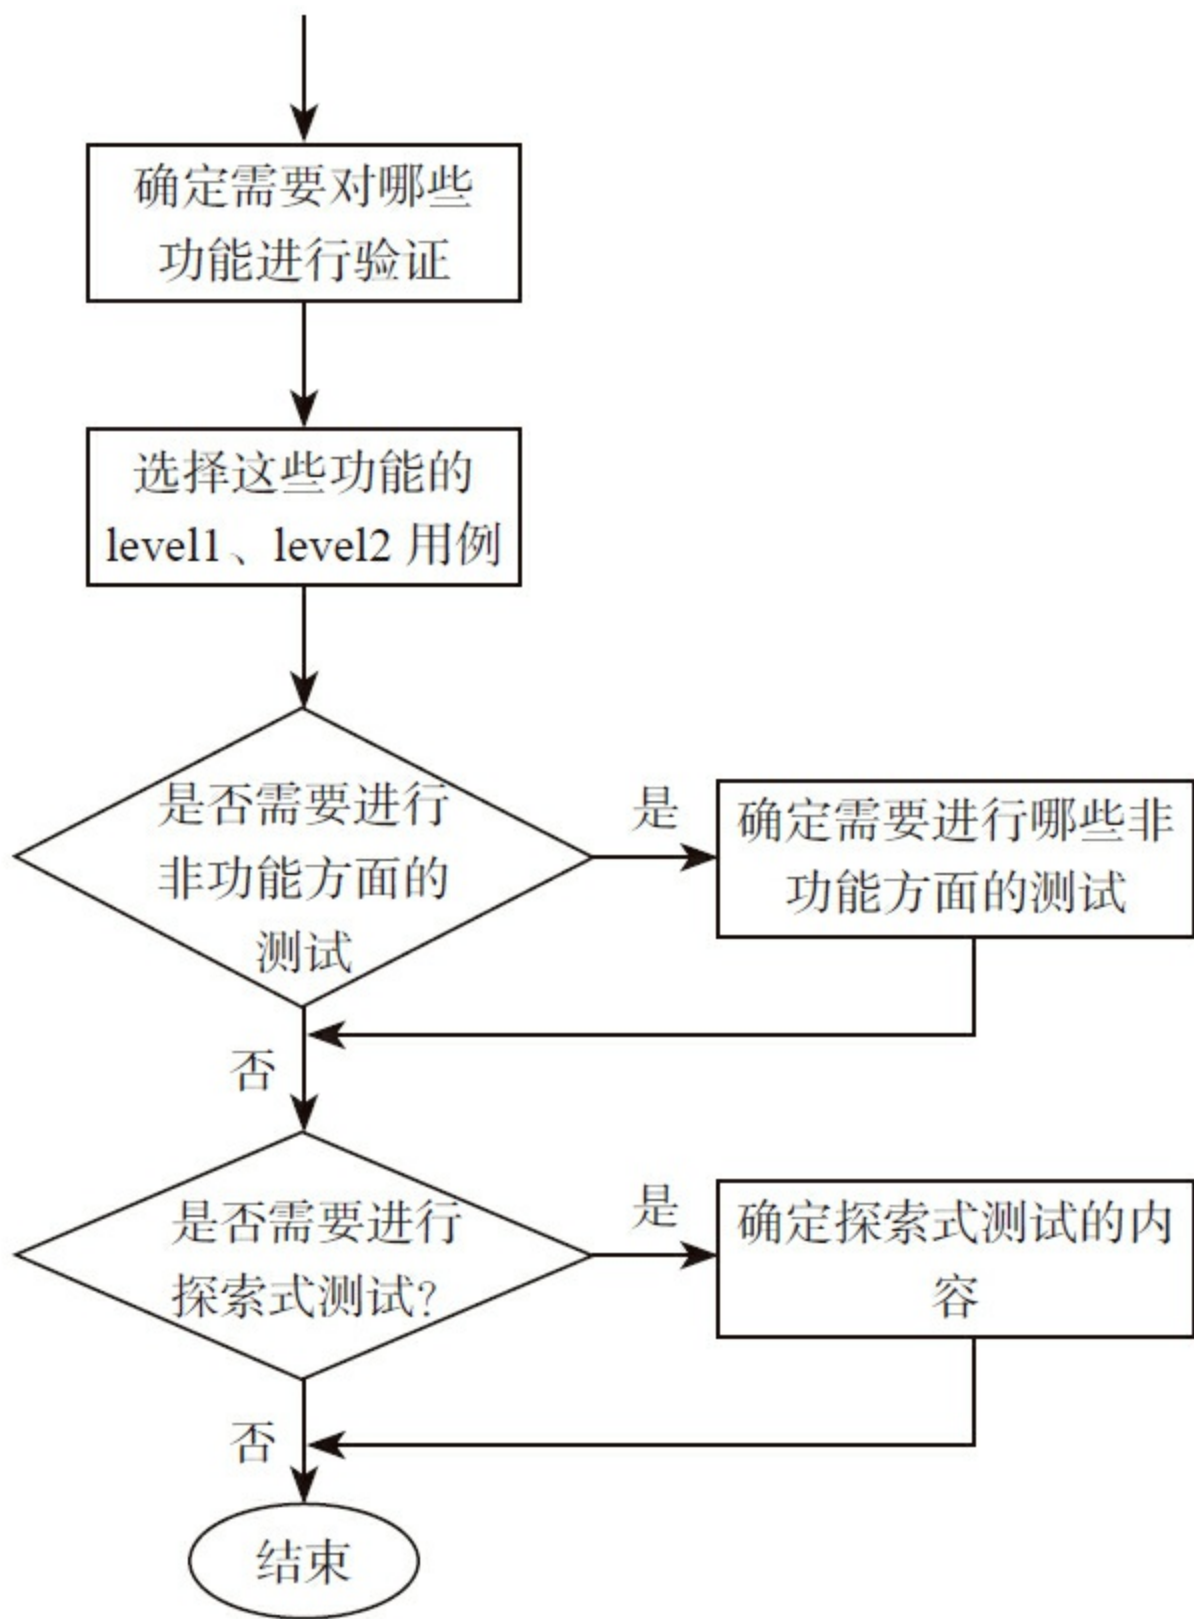 确定需要对哪些
功能进行验证
选择这些功能的
level1、level2 用例
是否需要进行
非功能方面的
测试
是
确定需要进行哪些非
功能方面的测试
否
是否需要进行
探索式测试?
是
确定探索式测试的内
容
否
结束